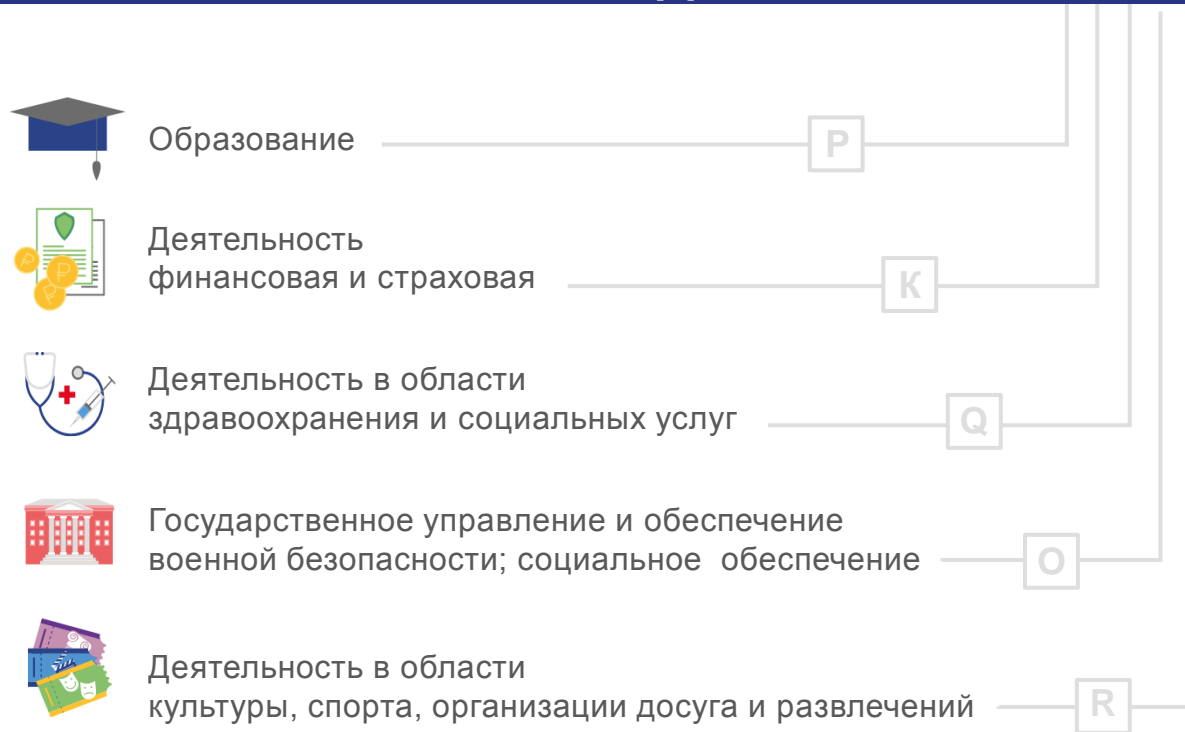 Образование P
Деятельность
финансовая и страховая K
Деятельность в области
здравоохранения и социальных услуг Q
Государственное управление и обеспечение
военной безопасности; социальное обеспечение O
Деятельность в области
культуры, спорта, организации досуга и развлечений R